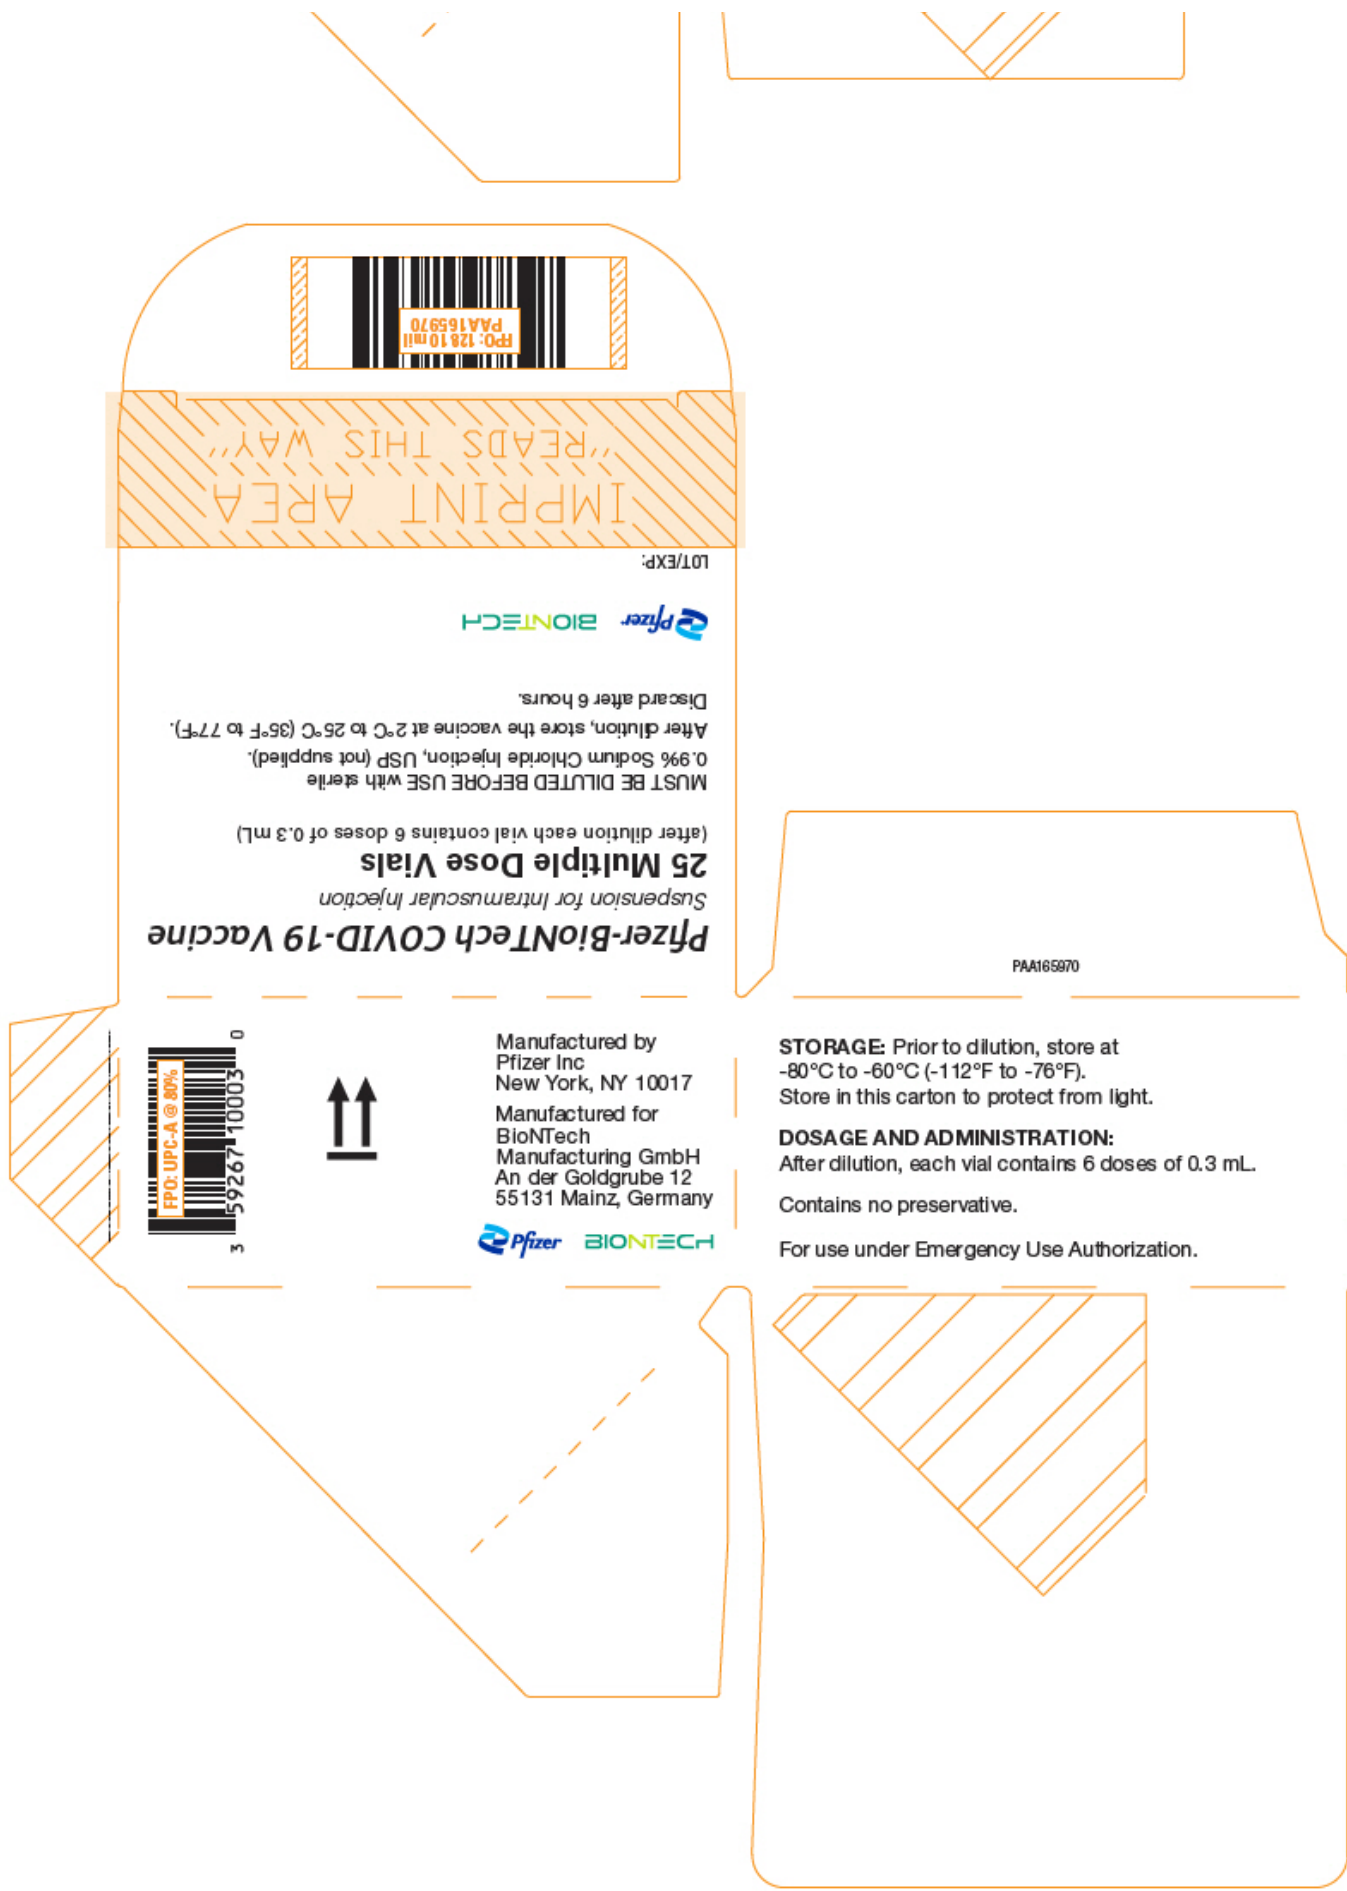 FPO: 128 10 mil
PAA165970
IMPRINT AREA
"READS THIS WAY"
Pfizer-BioNTech COVID-19 Vaccine
Suspension for Intramuscular Injection
25 Multiple Dose Vials
(after dilution each vial contains 6 doses of 0.3 mL)
MUST BE DILUTED BEFORE USE with sterile
0.9% Sodium Chloride Injection, USP (not supplied).
After dilution, store the vaccine at 2°C to 25°C (35°F to 77°F).
Discard after 6 hours.
Pfizer BIONTECH
LOT/EXP:
FPO: UPC-A @ 80%
3 59267 10003 0
Manufactured by
Pfizer Inc
New York, NY 10017
Manufactured for
BioNTech
Manufacturing GmbH
An der Goldgrube 12
55131 Mainz, Germany
Pfizer BIONTECH
PAA165970
STORAGE: Prior to dilution, store at
-80°C to -60°C (-112°F to -76°F).
Store in this carton to protect from light.
DOSAGE AND ADMINISTRATION:
After dilution, each vial contains 6 doses of 0.3 mL.
Contains no preservative.
For use under Emergency Use Authorization.